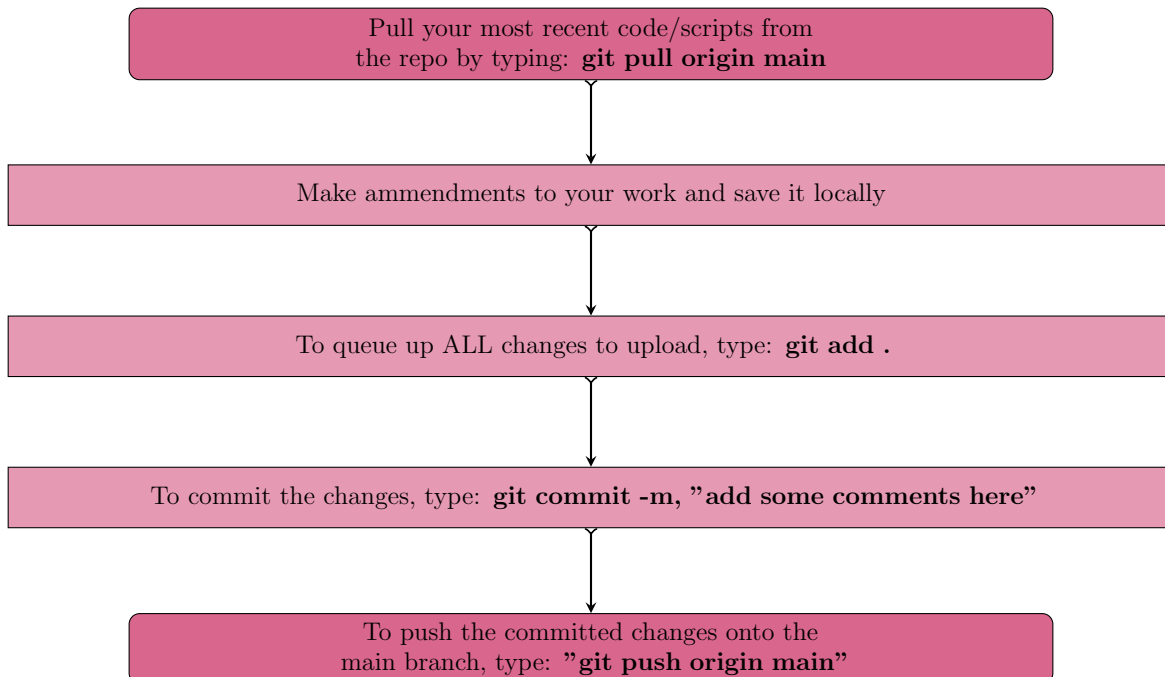 Pull your most recent code/scripts from
the repo by typing: git pull origin main
Make ammendments to your work and save it locally
To queue up ALL changes to upload, type: git add .
To commit the changes, type: git commit -m, ”add some comments here”
To push the committed changes onto the
main branch, type: ”git push origin main”